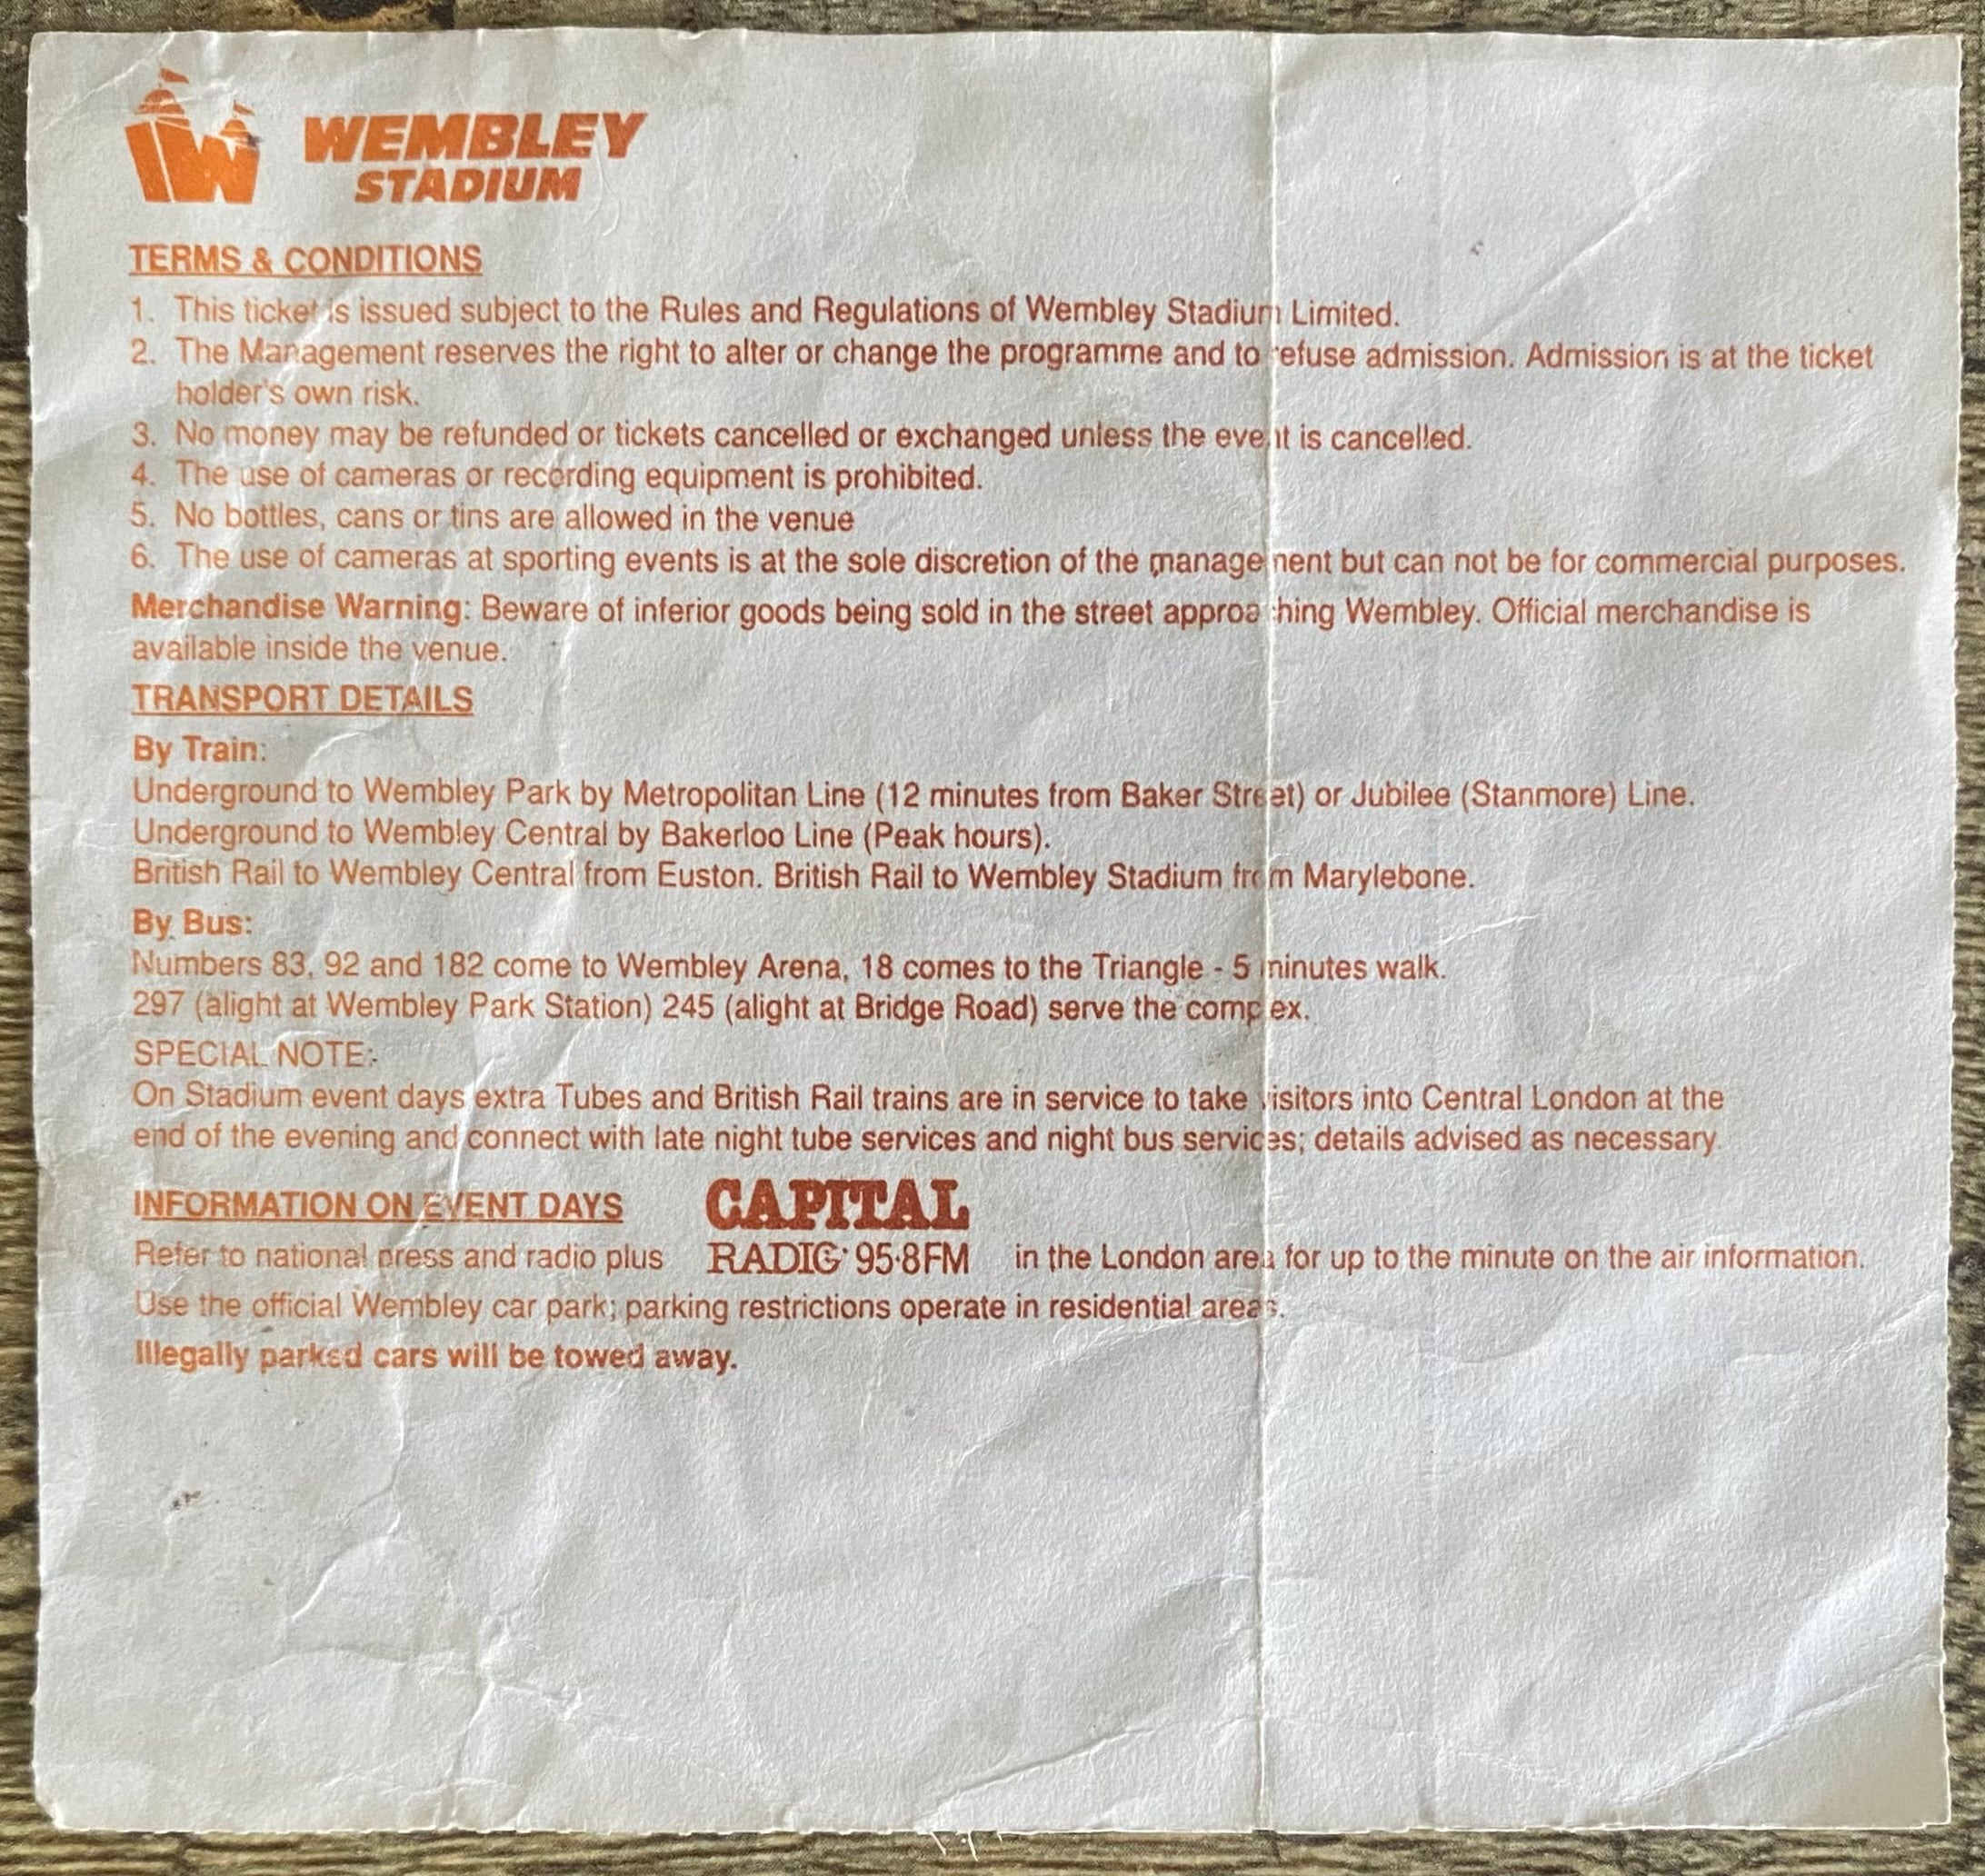 WEMBLEY
STADIUM
TERMS & CONDITIONS
1. This ticket is issued subject to the Rules and Regulations of Wembley Stadium Limited.
2. The Management reserves the right to alter or change the programme and to refuse admission. Admission is at the ticket
holder's own risk.
3. No money may be refunded or tickets cancelled or exchanged unless the event is cancelled.
4. The use of cameras or recording equipment is prohibited.
5. No bottles, cans or tins are allowed in the venue
6. The use of cameras at sporting events is at the sole discretion of the management but can not be for commercial purposes.
Merchandise Warning: Beware of inferior goods being sold in the street approaching Wembley. Official merchandise is
available inside the venue.
TRANSPORT DETAILS
By Train:
Underground to Wembley Park by Metropolitan Line (12 minutes from Baker Street) or Jubilee (Stanmore) Line.
Underground to Wembley Central by Bakerloo Line (Peak hours).
British Rail to Wembley Central from Euston. British Rail to Wembley Stadium from Marylebone.
By Bus:
Numbers 83, 92 and 182 come to Wembley Arena, 18 comes to the Triangle - 5 minutes walk.
297 (alight at Wembley Park Station) 245 (alight at Bridge Road) serve the complex.
SPECIAL NOTE:-
On Stadium event days extra Tubes and British Rail trains are in service to take visitors into Central London at the
end of the evening and connect with late night tube services and night bus services; details advised as necessary.
INFORMATION ON EVENT DAYS
CAPITAL
Refer to national press and radio plus RADIO 95·8FM in the London area for up to the minute on the air information.
Use the official Wembley car park; parking restrictions operate in residential areas.
Illegally parked cars will be towed away.